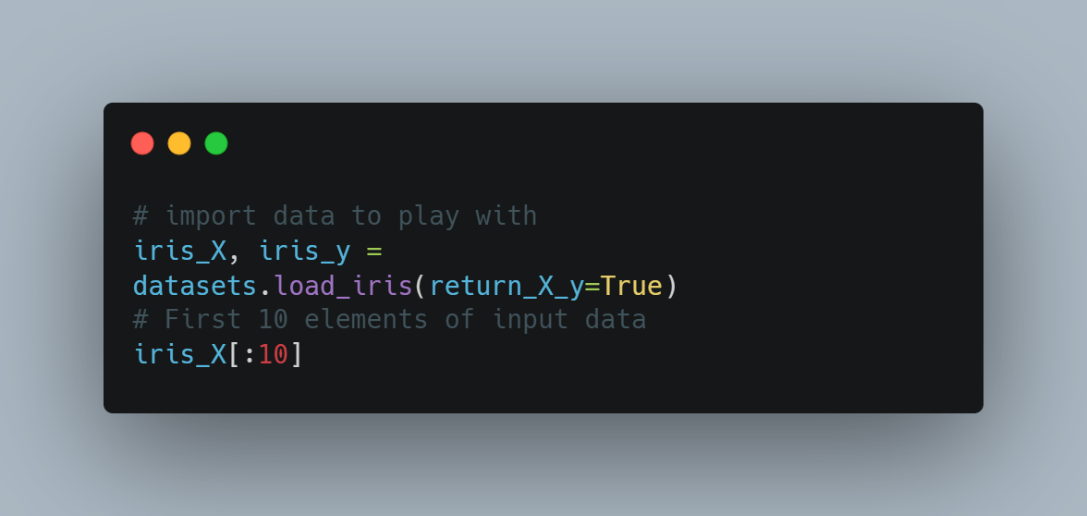 # import data to play with
iris_X, iris_y =
datasets.load_iris(return_X_y=True)
# First 10 elements of input data
iris_X[:10]